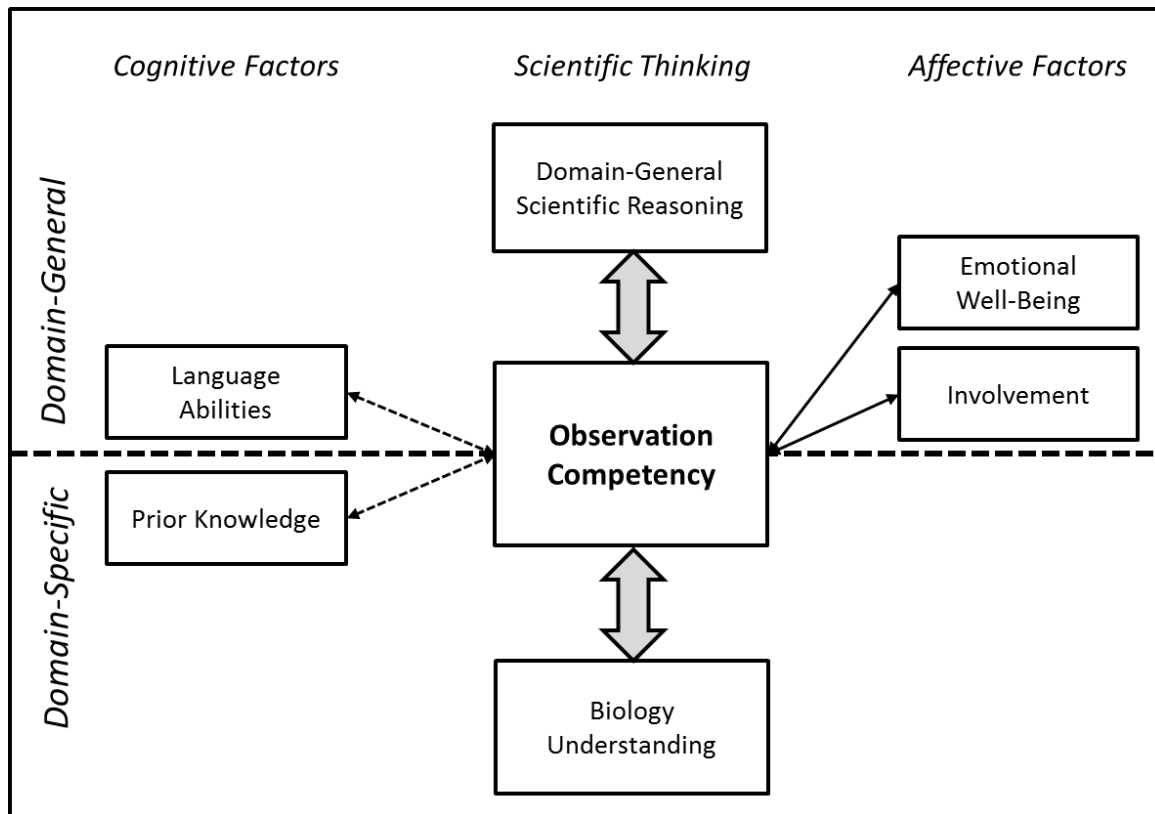 Cognitive Factors
Scientific Thinking
Affective Factors
Domain-General
Domain-General
Scientific Reasoning
Emotional
Well-Being
Language
Abilities
Involvement
Observation
Competency
Domain-Specific
Prior Knowledge
Biology
Understanding